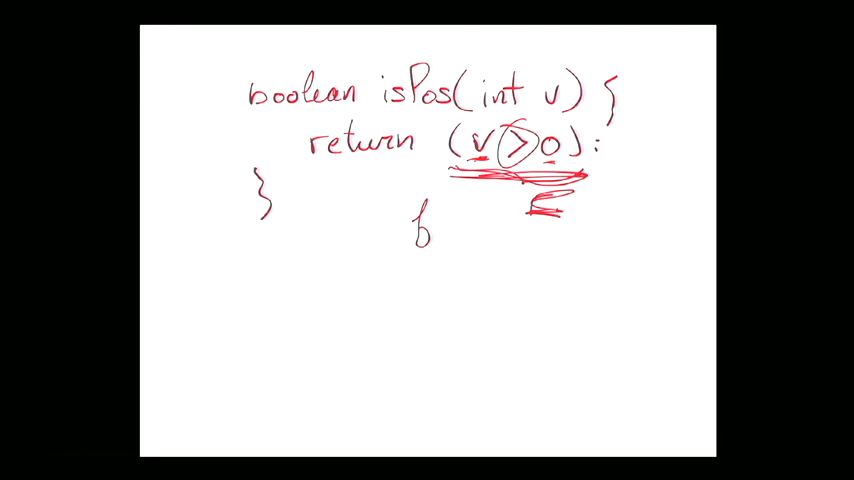 boolean isPos(int v) {
return (v > 0);
}
b